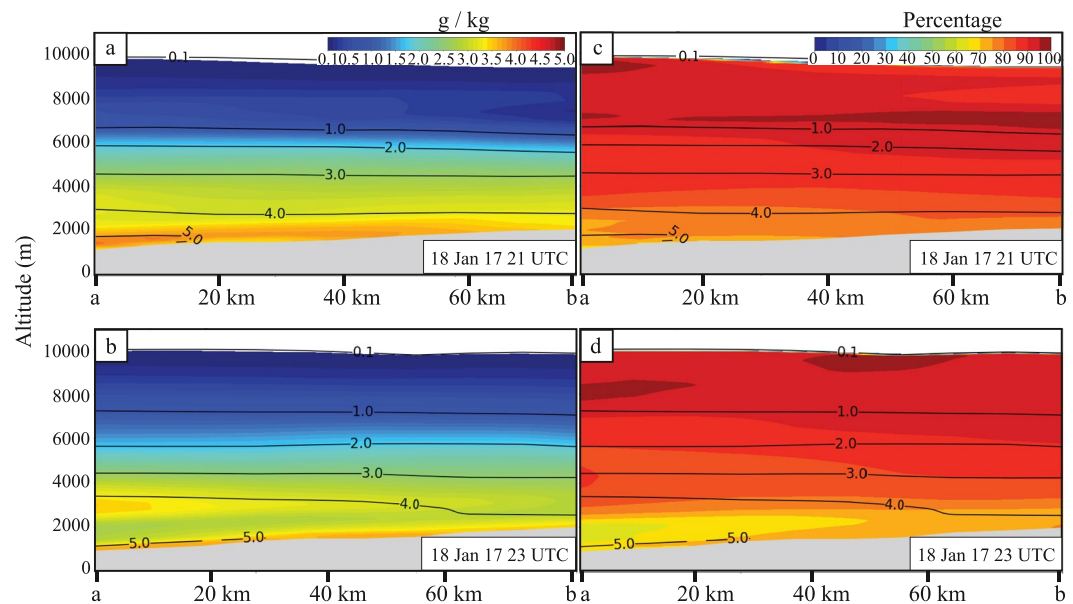 g / kg
Percentage
a
0.1 0.5 1.0 1.5 2.0 2.5 3.0 3.5 4.0 4.5 5.0
c
0 10 20 30 40 50 60 70 80 90 100
10000
8000
6000
4000
2000
0
Altitude (m)
0.1
1.0
2.0
3.0
4.0
5.0
18 Jan 17 21 UTC
0.1
1.0
2.0
3.0
4.0
5.0
18 Jan 17 21 UTC
a 20 km 40 km 60 km b
a 20 km 40 km 60 km b
b
d
10000
8000
6000
4000
2000
0
0.1
1.0
2.0
3.0
4.0
5.0 5.0
18 Jan 17 23 UTC
0.1
1.0
2.0
3.0
4.0
5.0 5.0
18 Jan 17 23 UTC
a 20 km 40 km 60 km b
a 20 km 40 km 60 km b